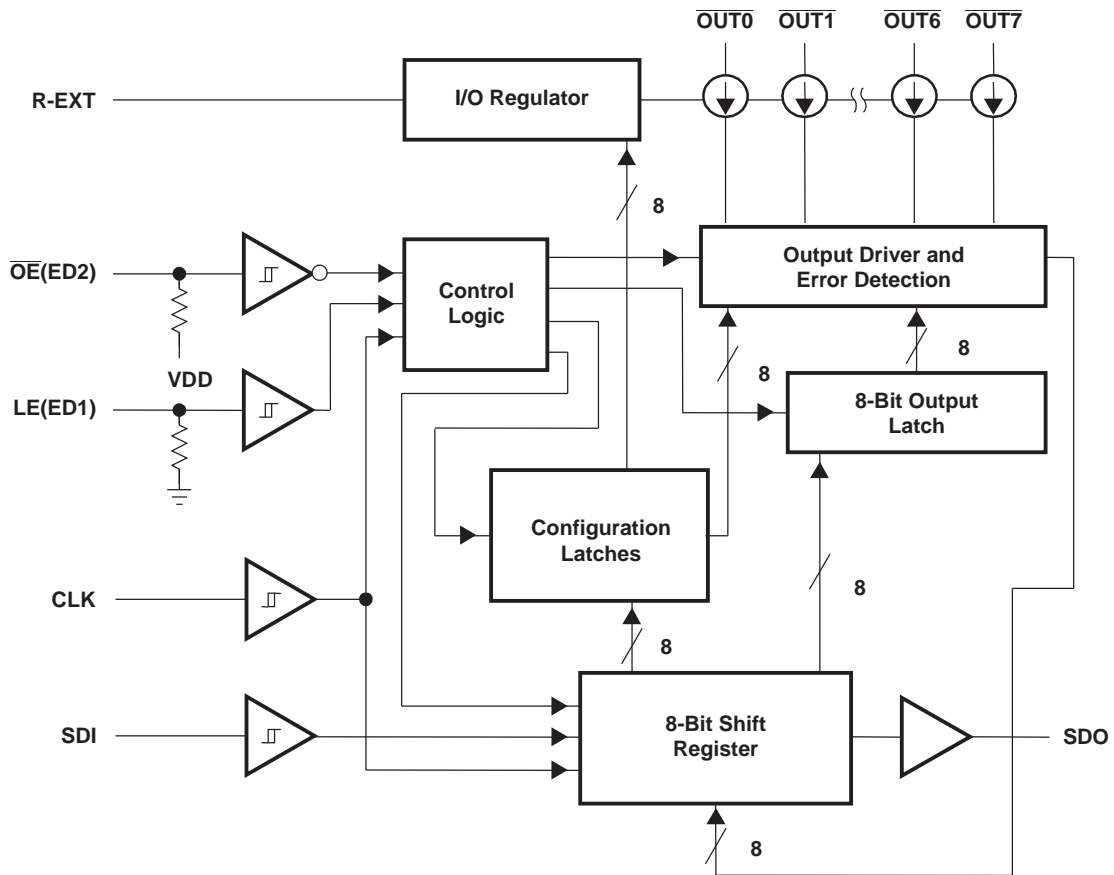 OUT0 OUT1 OUT6 OUT7
R-EXT
I/O Regulator
8
OE(ED2)
Control
Logic
Output Driver and
Error Detection
VDD
8
8
LE(ED1)
8-Bit Output
Latch
Configuration
Latches
CLK
8
8
SDI
8-Bit Shift
Register
SDO
8